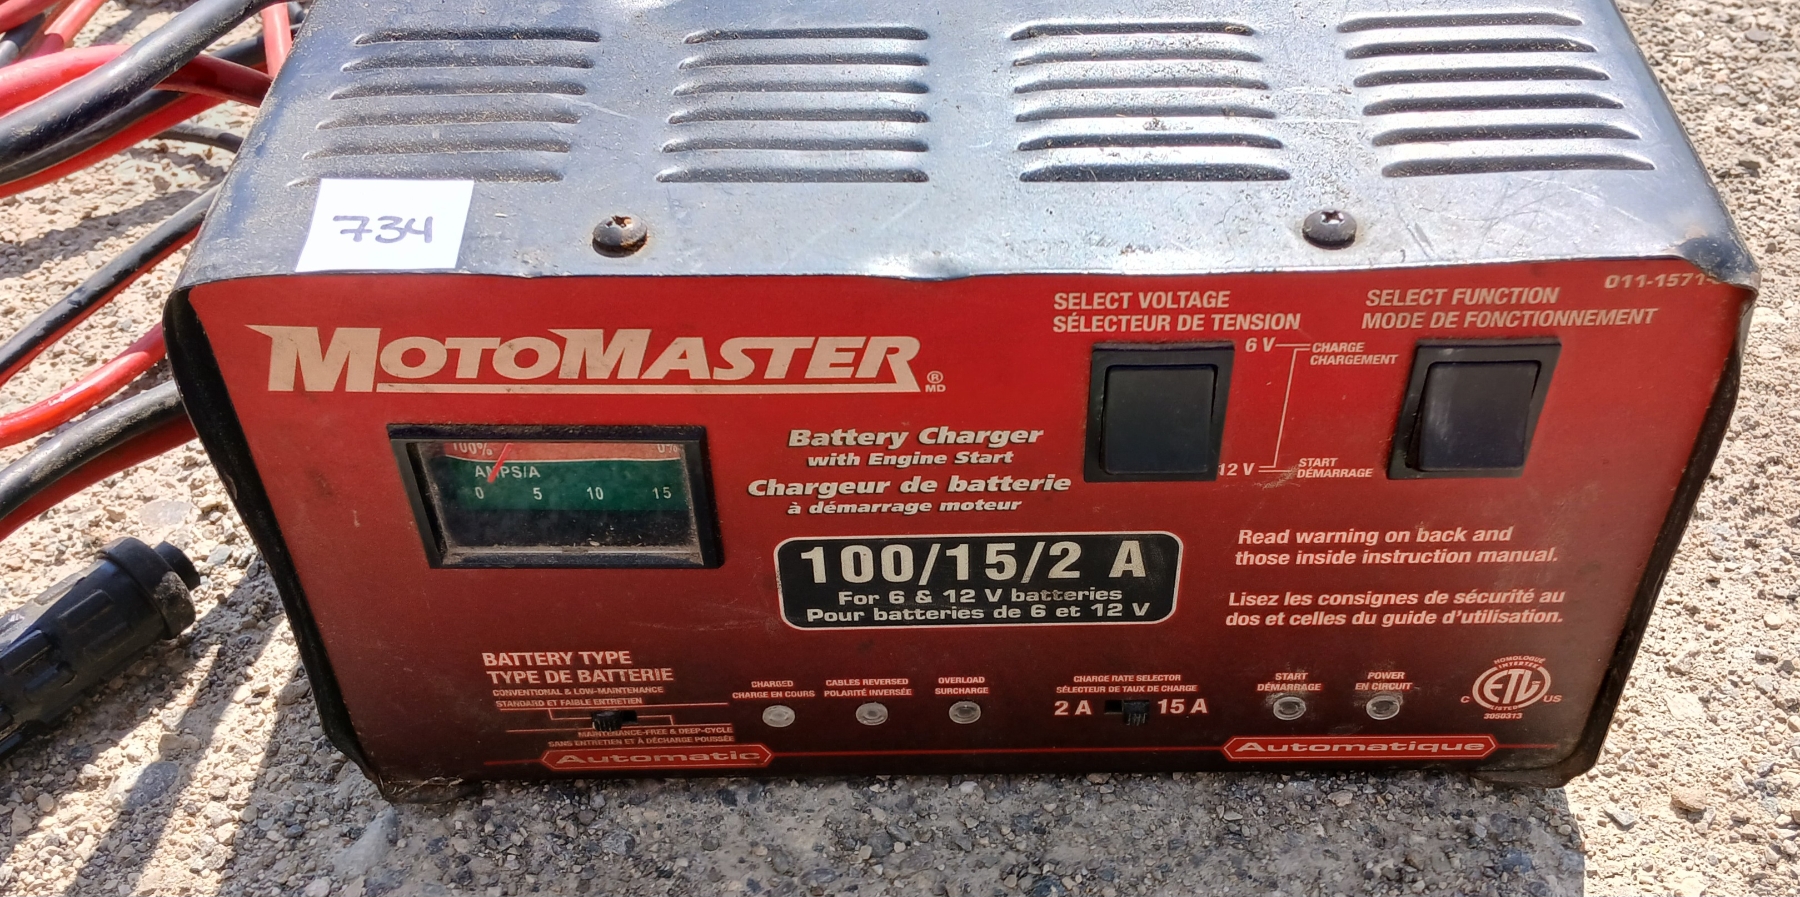 734
011-1571-
SELECT VOLTAGE
SÉLECTEUR DE TENSION
SELECT FUNCTION
MODE DE FONCTIONNEMENT
MOTOMASTER ®
MD
6 V
CHARGE
CHARGEMENT
12 V
START
DÉMARRAGE
100% 0%
AMPS/A
0 5 10 15
Battery Charger
with Engine Start
Chargeur de batterie
à démarrage moteur
100/15/2 A
For 6 & 12 V batteries
Pour batteries de 6 et 12 V
Read warning on back and
those inside instruction manual.
Lisez les consignes de sécurité au
dos et celles du guide d'utilisation.
BATTERY TYPE
TYPE DE BATTERIE
CONVENTIONAL & LOW-MAINTENANCE
STANDARD ET FAIBLE ENTRETIEN
MAINTENANCE-FREE & DEEP-CYCLE
SANS ENTRETIEN ET À DÉCHARGE POUSSÉE
CHARGED
CHARGE EN COURS
CABLES REVERSED
POLARITÉ INVERSÉE
OVERLOAD
SURCHARGE
CHARGE RATE SELECTOR
SÉLECTEUR DE TAUX DE CHARGE
2 A 15 A
START
DÉMARRAGE
POWER
EN CIRCUIT
HOMOLOGUÉ
INTERTEK
C ETL US
LISTED
3050313
Automatic
Automatique